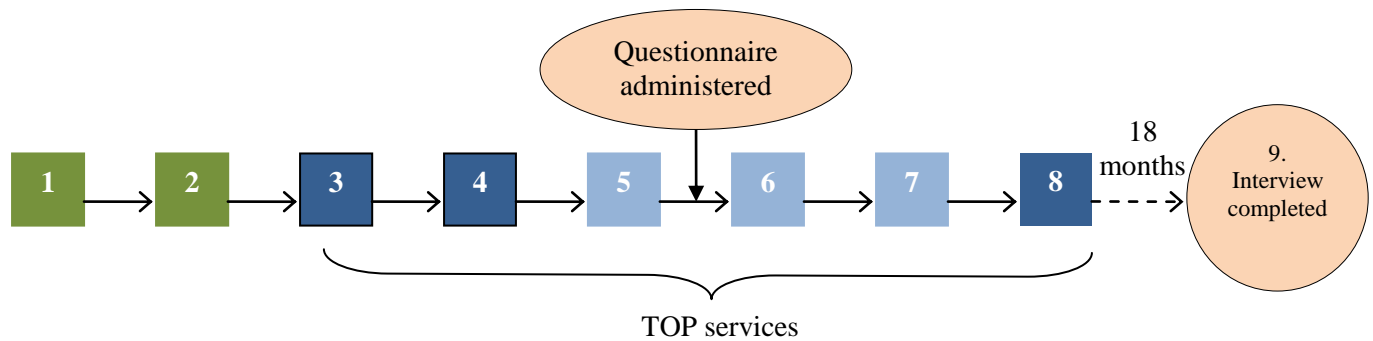 Questionnaire
administered
18
months
1
2
3
4
5
6
7
8
9.
Interview
completed
TOP services